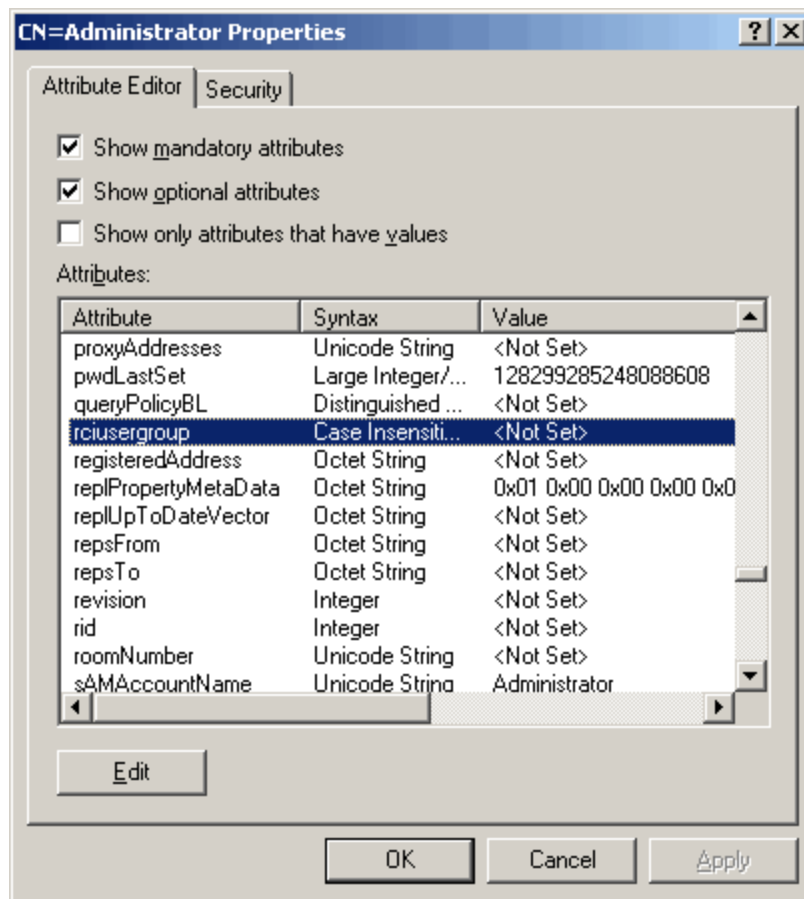 CN=Administrator Properties
Attribute Editor Security
Show mandatory attributes
Show optional attributes
Show only attributes that have values
Attributes:
Attribute Syntax Value
proxyAddresses Unicode String <Not Set>
pwdLastSet Large Integer/... 128299285248088608
queryPolicyBL Distinguished ... <Not Set>
rciusergroup Case Insensiti... <Not Set>
registeredAddress Octet String <Not Set>
replPropertyMetaData Octet String 0x01 0x00 0x00 0x00 0x0
replUpToDateVector Octet String <Not Set>
repsFrom Octet String <Not Set>
repsTo Octet String <Not Set>
revision Integer <Not Set>
rid Integer <Not Set>
roomNumber Unicode String <Not Set>
sAMAccountName Unicode String Administrator
Edit
OK Cancel Apply